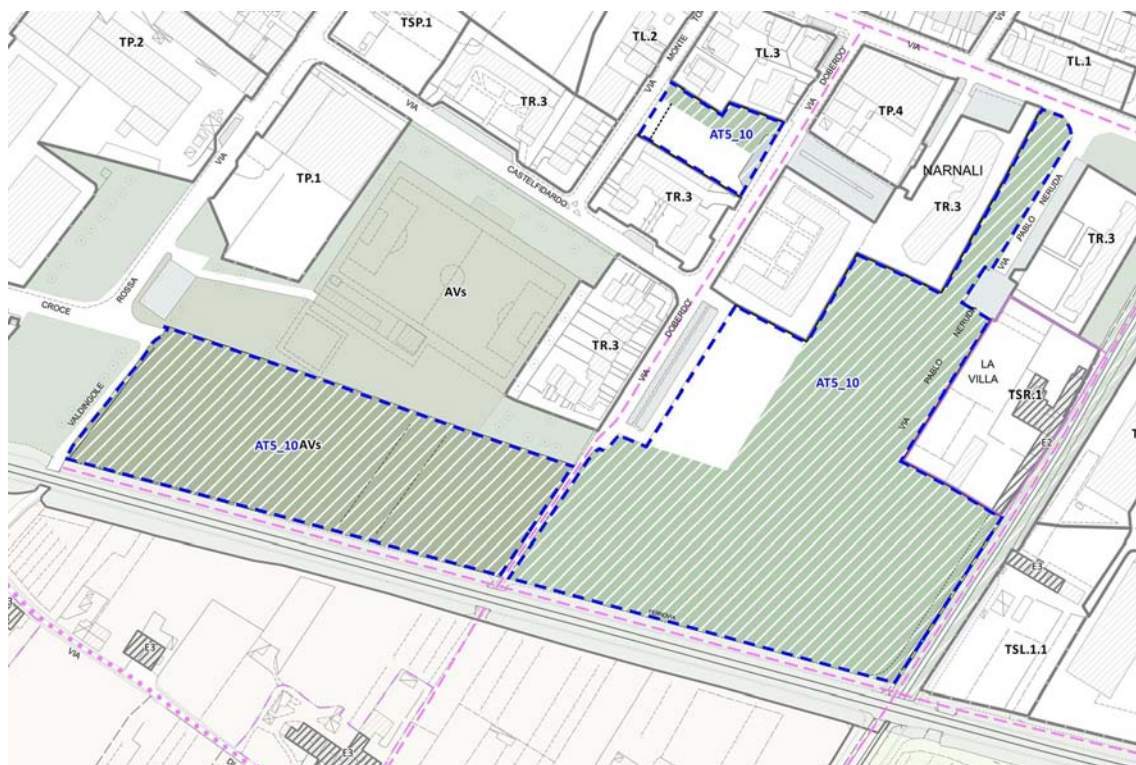 TSP.1
TL.2
TL.3
VIA
VIA
TP.2
VIA
MONTE
VIA
DOBERDO'
TL.1
VIA
TR.3
AT5_10
TP.4
VIA
CASTELFIDARDO
NARNALI
TP.1
TR.3
TR.3
VIA PABLO NERUDA
TR.3
AVs
CROCE
ROSSA
VIA
DOBERDO'
TR.3
VIA PABLO NERUDA
LA
VILLA
TSR.1
AT5_10
VALDINGOLE
E2
AT5_10AVs
E3
FERROVIA
TSL.1.1
E3
VIA
E3